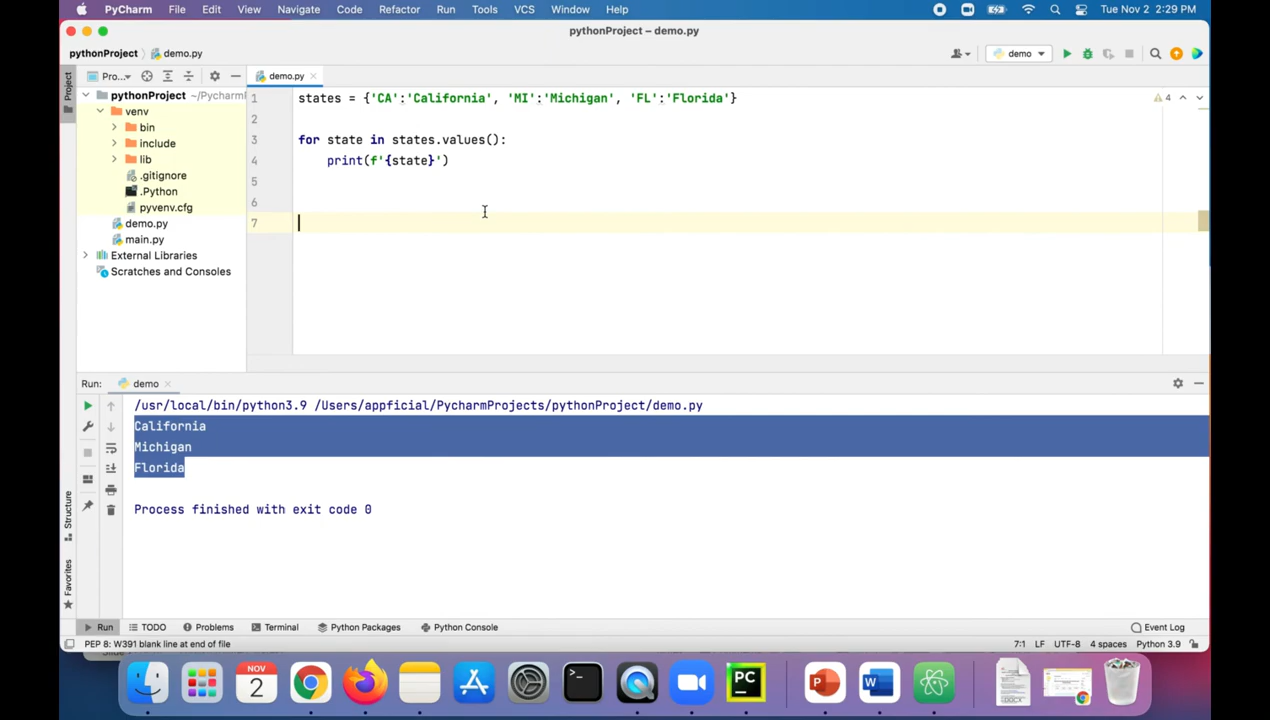 PyCharm File Edit View Navigate Code Refactor Run Tools VCS Window Help Tue Nov 2 2:29 PM
pythonProject – demo.py
pythonProject demo.py demo
Project Pro... demo.py
pythonProject ~/PycharmP
venv
bin
include
lib
.gitignore
.Python
pyvenv.cfg
demo.py
main.py
External Libraries
Scratches and Consoles
1 states = {'CA':'California', 'MI':'Michigan', 'FL':'Florida'} 4
2
3 for state in states.values():
4 print(f'{state}')
5
6
7
Run: demo
/usr/local/bin/python3.9 /Users/appficial/PycharmProjects/pythonProject/demo.py
California
Michigan
Florida
Process finished with exit code 0
Structure
Favorites
Run TODO Problems Terminal Python Packages Python Console Event Log
PEP 8: W391 blank line at end of file 7:1 LF UTF-8 4 spaces Python 3.9
NOV
2
>_
PC
P
W
DOCX